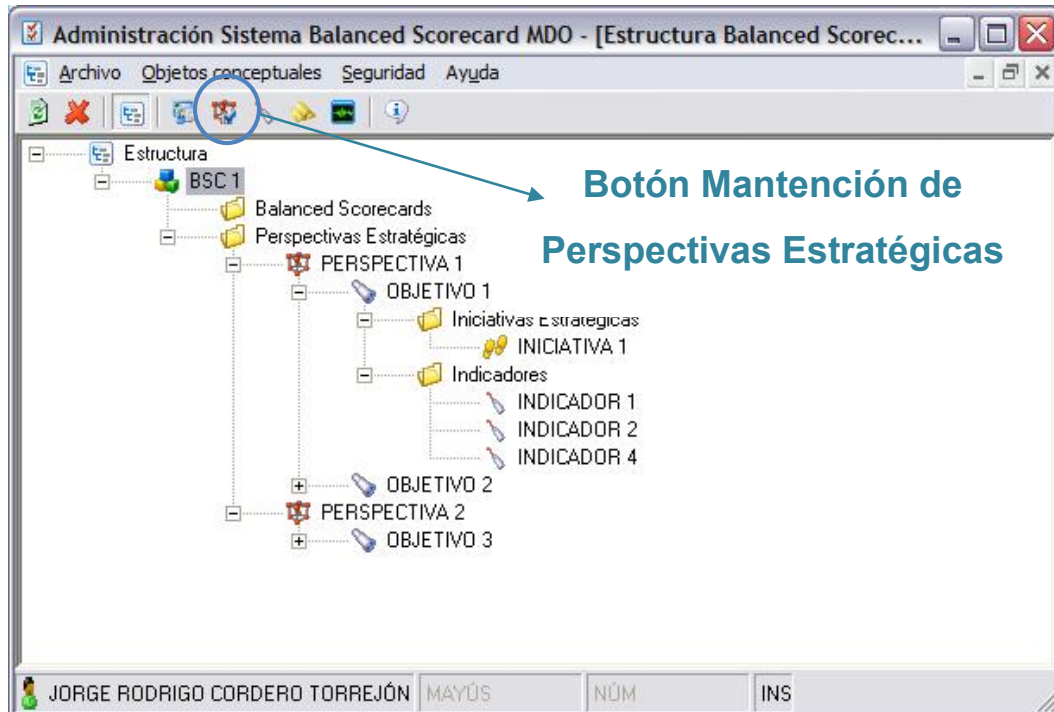 Administración Sistema Balanced Scorecard MDO - [Estructura Balanced Scorec...
Archivo Objetos conceptuales Seguridad Ayuda
Estructura
BSC 1
Balanced Scorecards
Perspectivas Estratégicas
PERSPECTIVA 1
OBJETIVO 1
Iniciativas Estratégicas
INICIATIVA 1
Indicadores
INDICADOR 1
INDICADOR 2
INDICADOR 4
OBJETIVO 2
PERSPECTIVA 2
OBJETIVO 3
Botón Mantención de
Perspectivas Estratégicas
JORGE RODRIGO CORDERO TORREJÓN MAYÚS NÚM INS